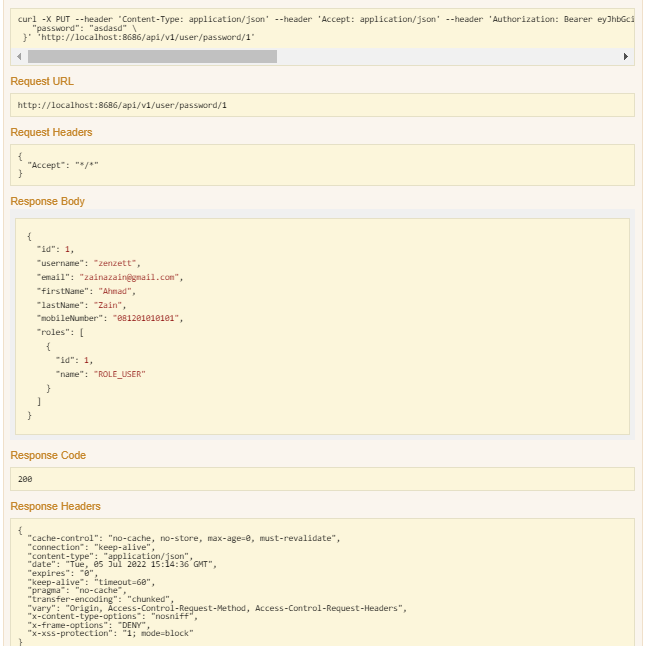 curl -X PUT --header 'Content-Type: application/json' --header 'Accept: application/json' --header 'Authorization: Bearer eyJhbGci
"password": "asdasd" \
}' 'http://localhost:8686/api/v1/user/password/1'
Request URL
http://localhost:8686/api/v1/user/password/1
Request Headers
{
"Accept": "*/*"
}
Response Body
{
"id": 1,
"username": "zenzett",
"email": "zainazain@gmail.com",
"firstName": "Ahmad",
"lastName": "Zain",
"mobileNumber": "081201010101",
"roles": [
{
"id": 1,
"name": "ROLE_USER"
}
]
}
Response Code
200
Response Headers
{
"cache-control": "no-cache, no-store, max-age=0, must-revalidate",
"connection": "keep-alive",
"content-type": "application/json",
"date": "Tue, 05 Jul 2022 15:14:36 GMT",
"expires": "0",
"keep-alive": "timeout=60",
"pragma": "no-cache",
"transfer-encoding": "chunked",
"vary": "Origin, Access-Control-Request-Method, Access-Control-Request-Headers",
"x-content-type-options": "nosniff",
"x-frame-options": "DENY",
"x-xss-protection": "1; mode=block"
}